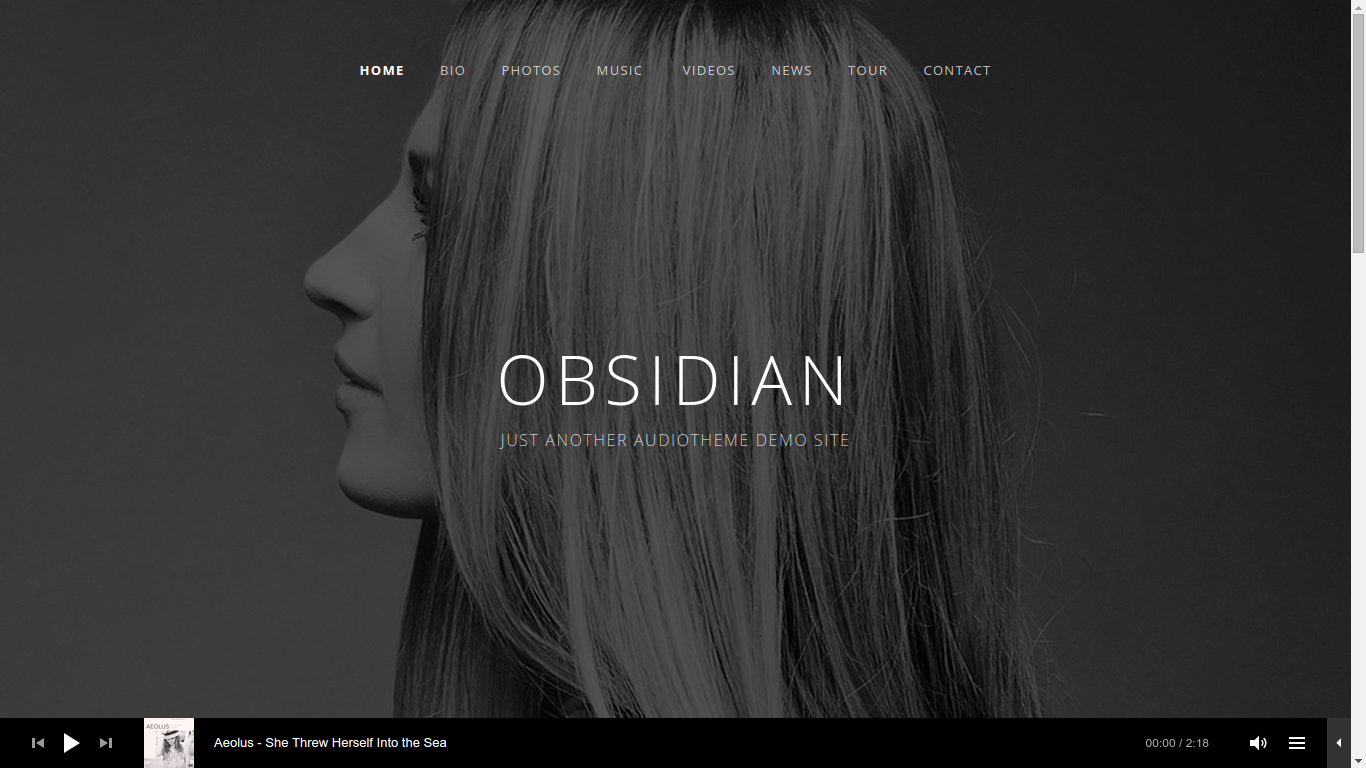 HOME BIO PHOTOS MUSIC VIDEOS NEWS TOUR CONTACT
OBSIDIAN
JUST ANOTHER AUDIOTHEME DEMO SITE
AEOLUS
Aeolus - She Threw Herself Into the Sea 00:00 / 2:18